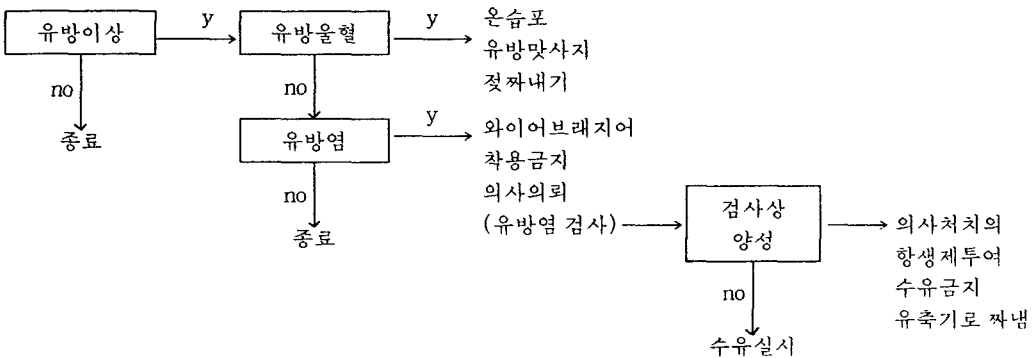 유방이상
y
유방울혈
y
온습포
유방맛사지
젖짜내기
no
종료
no
유방염
y
와이어브래지어
착용금지
의사의뢰
(유방염 검사)
no
종료
검사상
양성
의사처치의
항생제투여
수유금지
유축기로 짜냄
no
수유실시